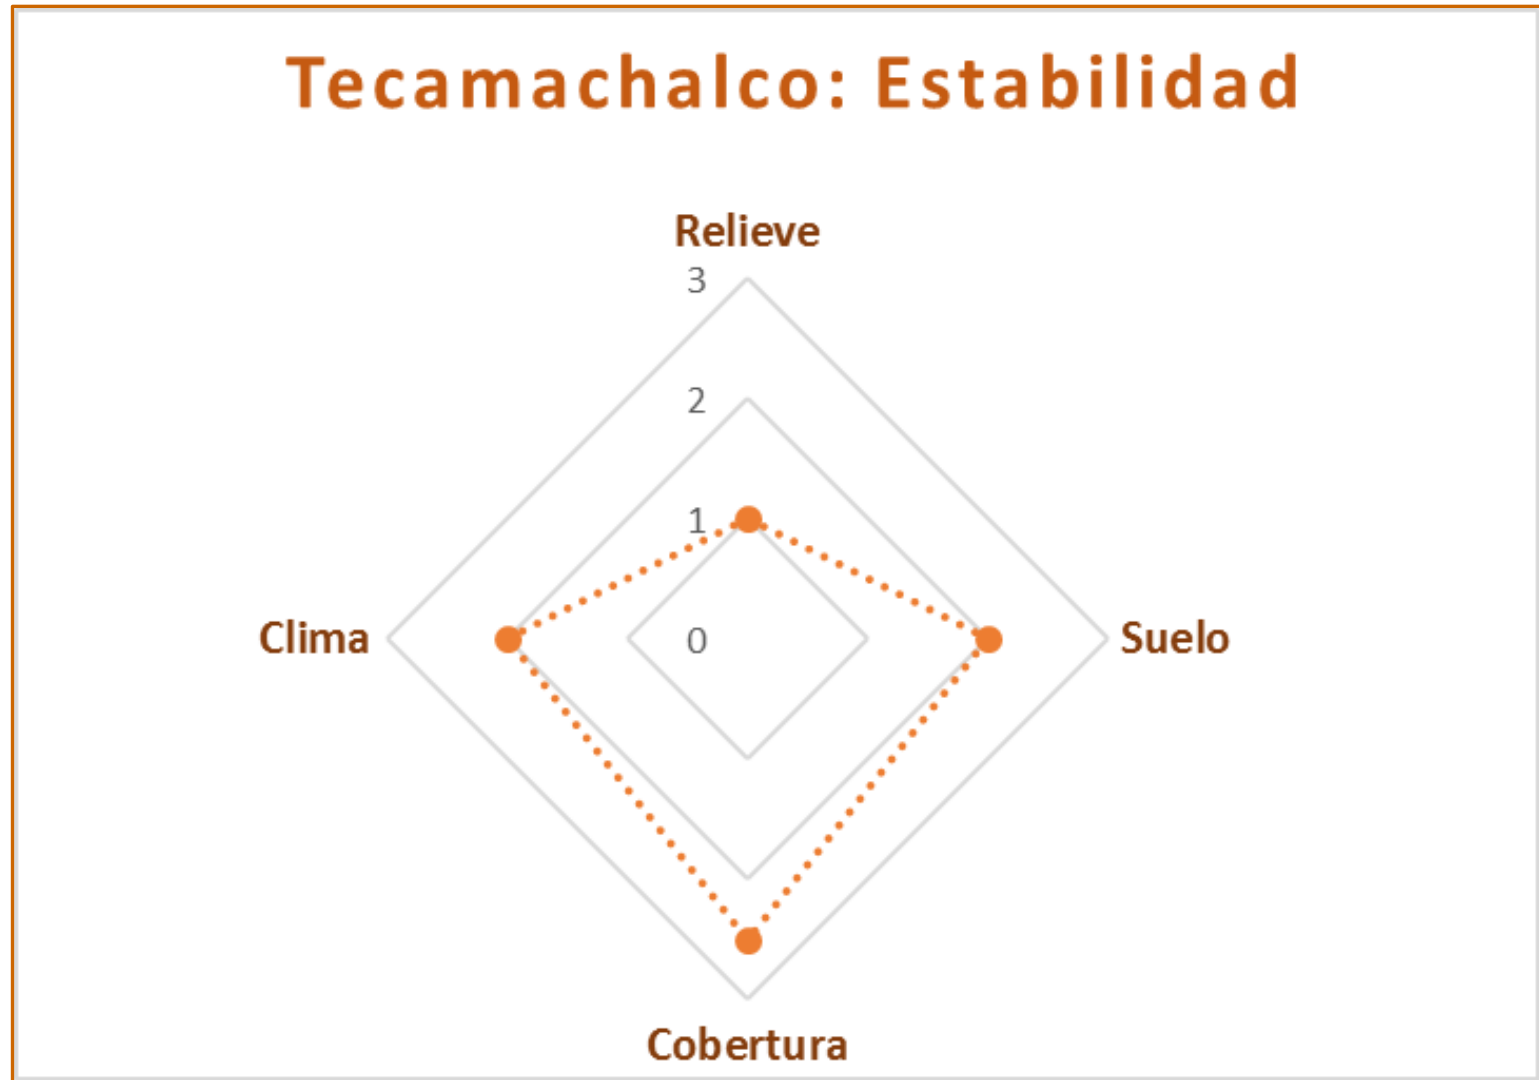 Tecamachalco: Estabilidad
Relieve
3
2
1
Clima
0
Suelo
Cobertura